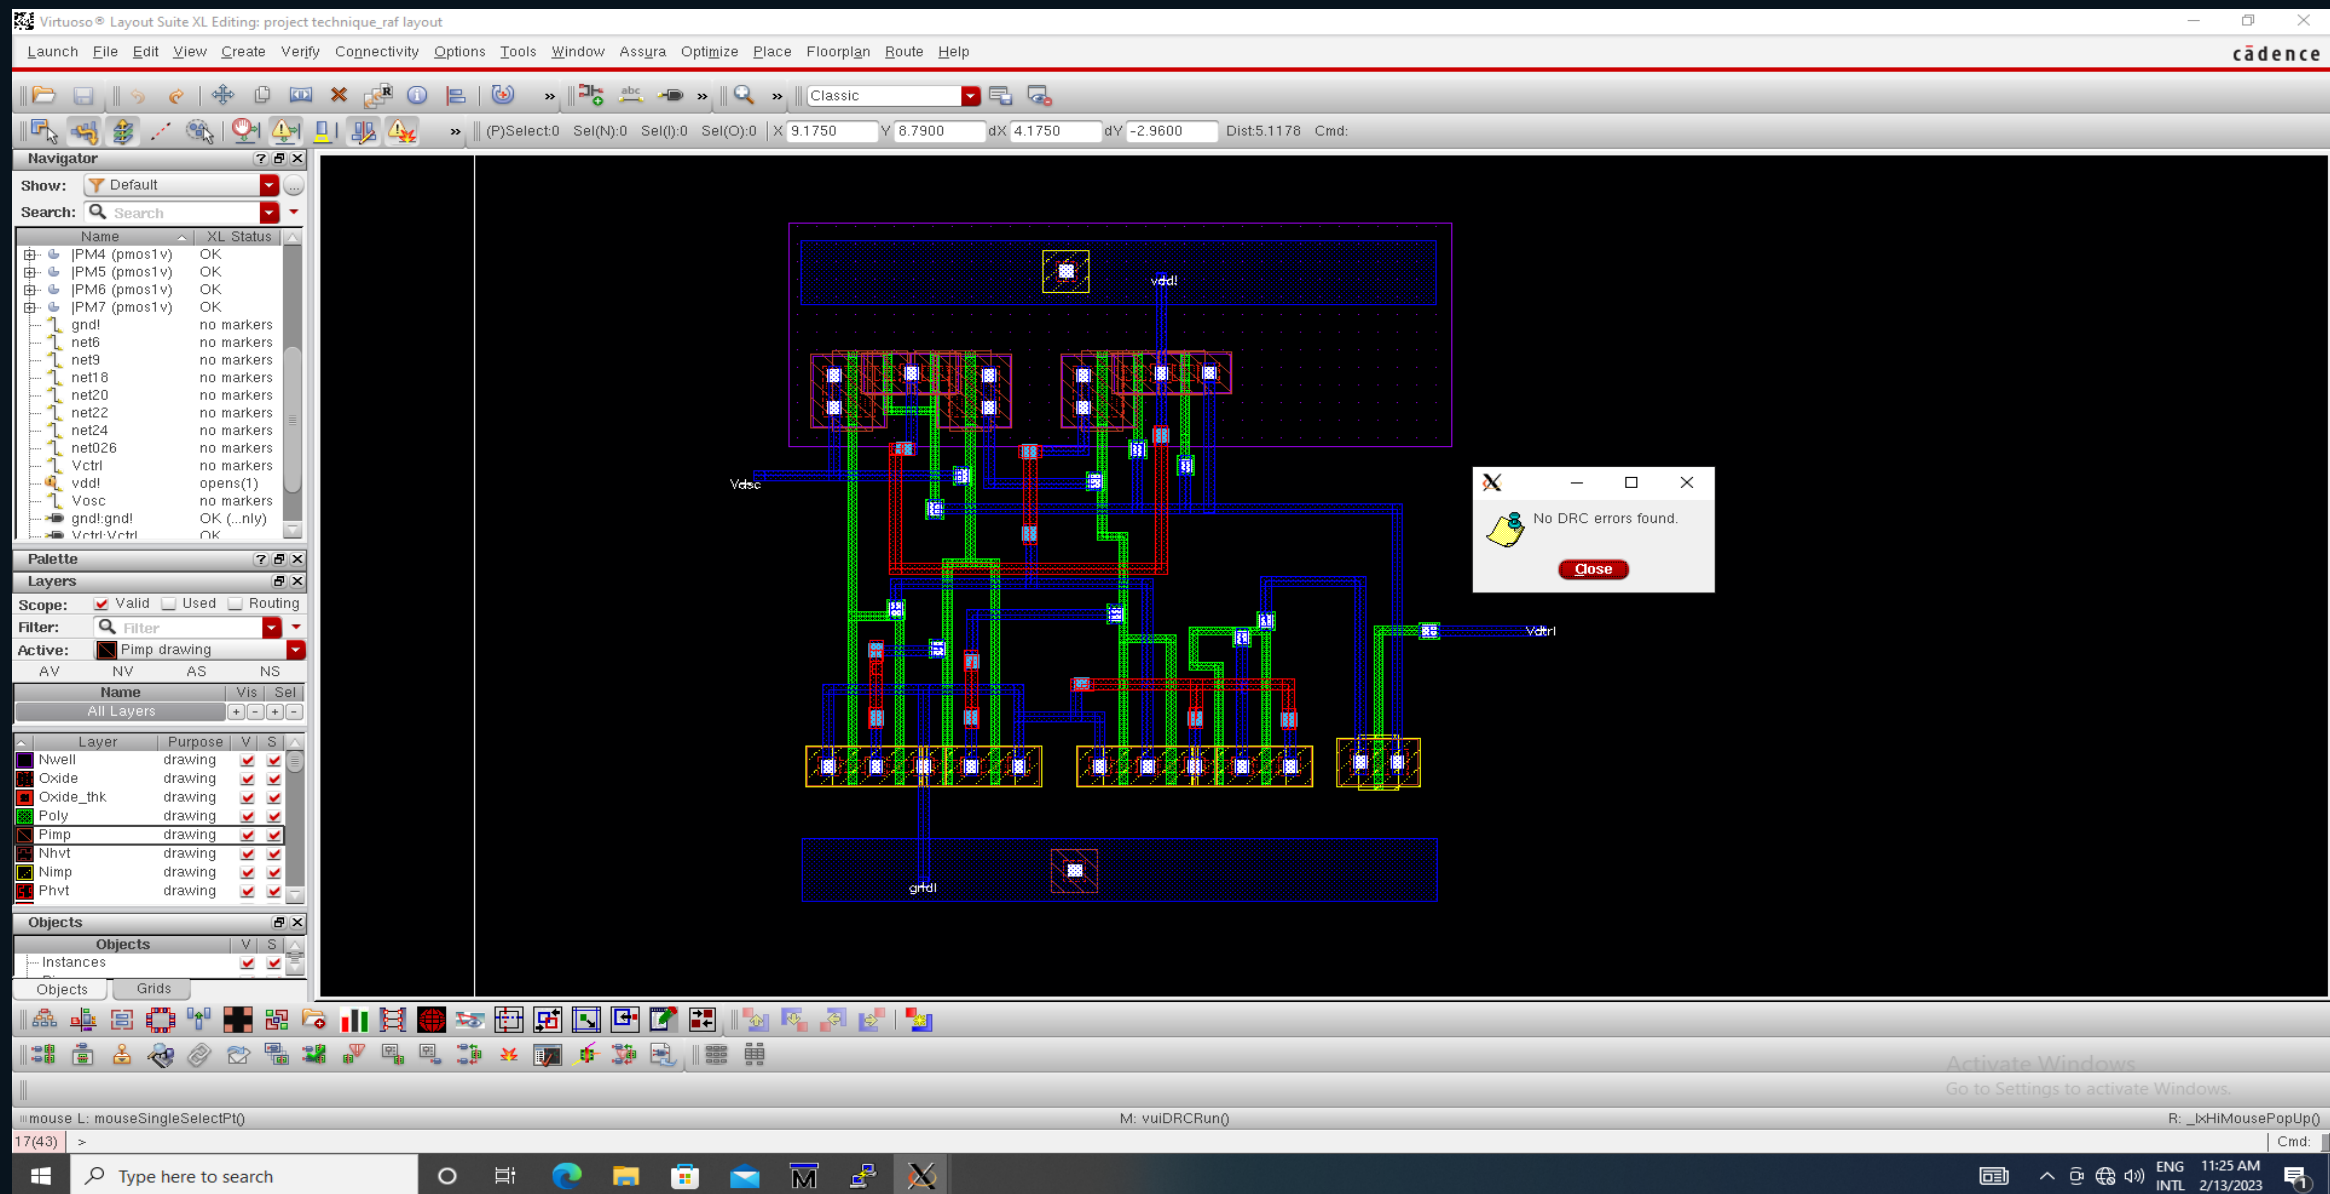 Virtuoso® Layout Suite XL Editing: project technique_raf layout
Launch File Edit View Create Verify Connectivity Options Tools Window Assura Optimize Place Floorplan Route Help
cādence
Classic
(P)Select:0 Sel(N):0 Sel(I):0 Sel(O):0 X 9.1750 Y 8.7900 dX 4.1750 dY -2.9600 Dist:5.1178 Cmd:
Navigator
Show: Default
Search: Search
Name XL Status
|PM4 (pmos1v) OK
|PM5 (pmos1v) OK
|PM6 (pmos1v) OK
|PM7 (pmos1v) OK
gnd! no markers
net6 no markers
net9 no markers
net18 no markers
net20 no markers
net22 no markers
net24 no markers
net026 no markers
Vctrl no markers
vdd! opens(1)
Vosc no markers
gnd!:gnd! OK (...nly)
Vctrl:Vctrl OK
Palette
Layers
Scope: Valid Used Routing
Filter: Filter
Active: Pimp drawing
AV NV AS NS
Name Vis Sel
All Layers + - + -
Layer Purpose V S
Nwell drawing
Oxide drawing
Oxide_thk drawing
Poly drawing
Pimp drawing
Nhvt drawing
Nimp drawing
Phvt drawing
Objects
Objects V S
Instances
Objects Grids
vdd!
Vosc
Vctrl
gnd!
No DRC errors found.
Close
Activate Windows
Go to Settings to activate Windows.
mouse L: mouseSingleSelectPt() M: vuiDRCRun() R: _lxHiMousePopUp()
17(43) > Cmd:
Type here to search
ENG 11:25 AM
INTL 2/13/2023
1